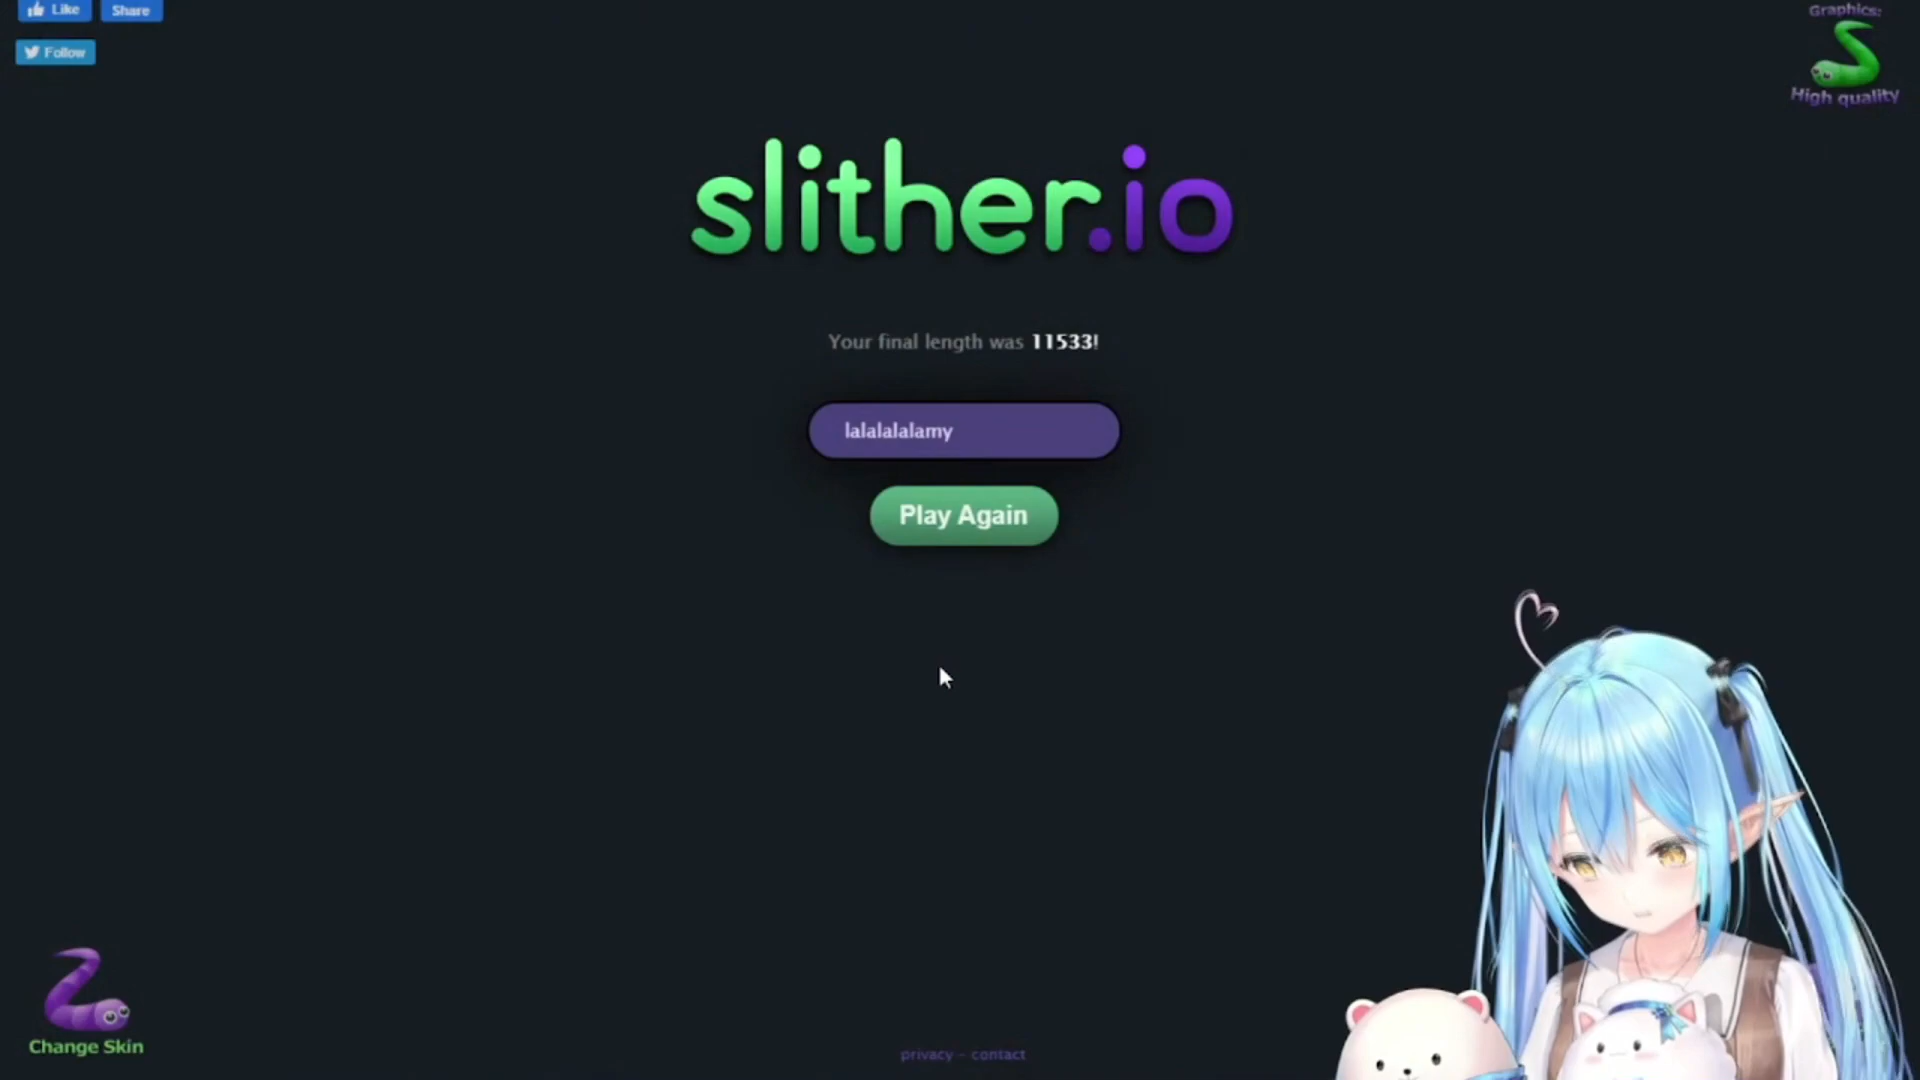 Like
Share
Follow
Graphics:
High quality
slither.io
Your final length was 11533!
lalalalalamy
Play Again
Change Skin
privacy - contact